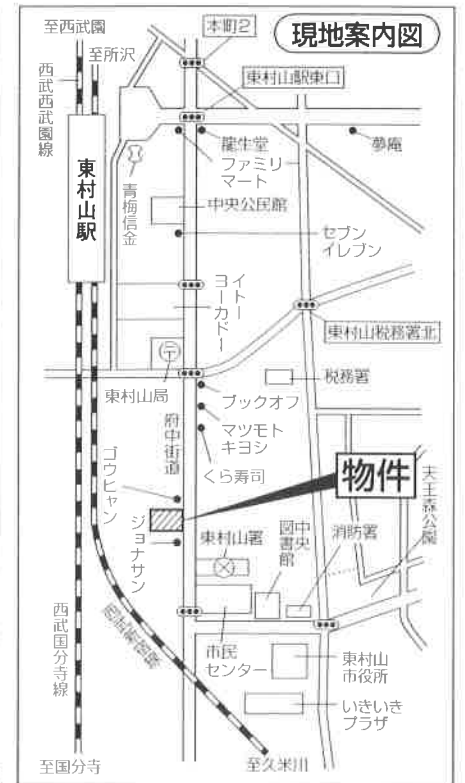 現地案内図
至西武園
至所沢
本町2
西武西武園線
東村山駅東口
東村山駅
龍生堂
ファミリ
マート
夢庵
青梅信金
中央公民館
セブン
イレブン
イトー
ヨーカドー
東村山税務署北
東村山局
税務署
ブックオフ
府中街道
マツモト
キヨシ
くら寿司
ゴウヒャン
物件
天王森公園
ジョナサン
東村山署
中央
図書館
消防署
西武国分寺線
西武新宿線
市民
センター
東村山
市役所
いきいき
プラザ
至国分寺
至久米川